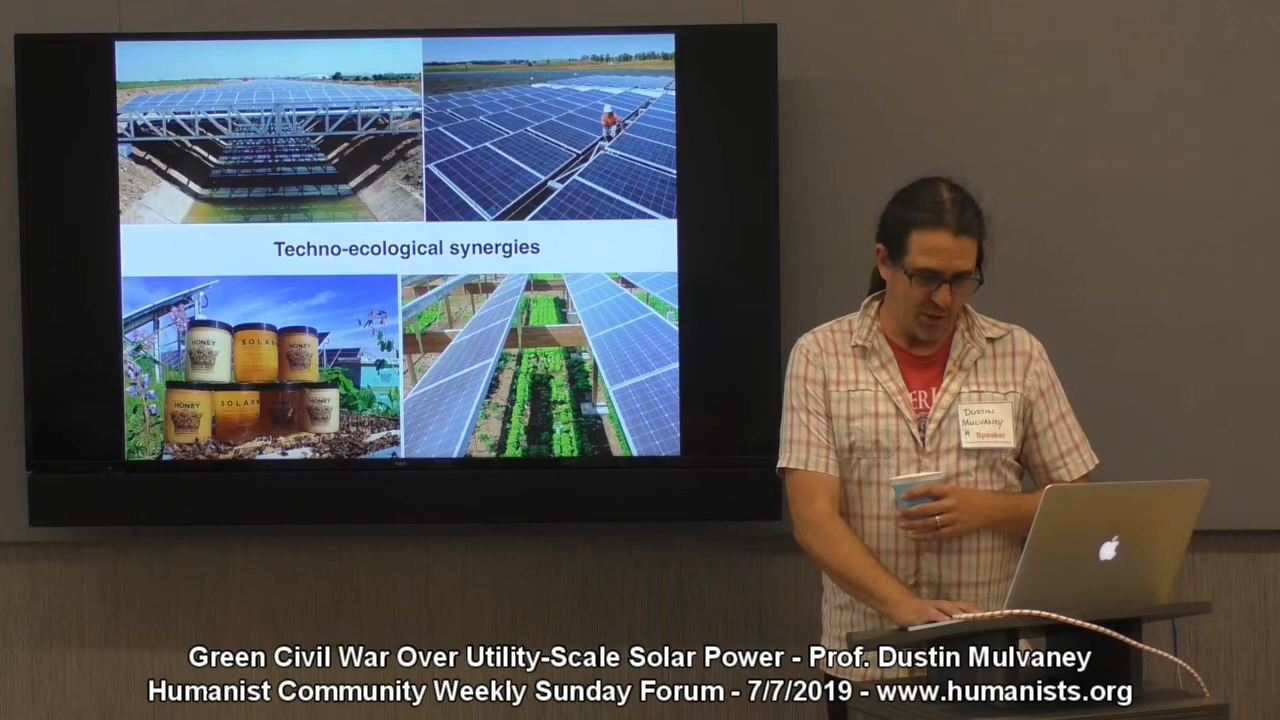 Techno-ecological synergies
HONEY
SOLAR
HONEY
HONEY
SOLAR
HONEY
DUSTIN
MULVANEY
Speaker
Green Civil War Over Utility-Scale Solar Power - Prof. Dustin Mulvaney
Humanist Community Weekly Sunday Forum - 7/7/2019 - www.humanists.org